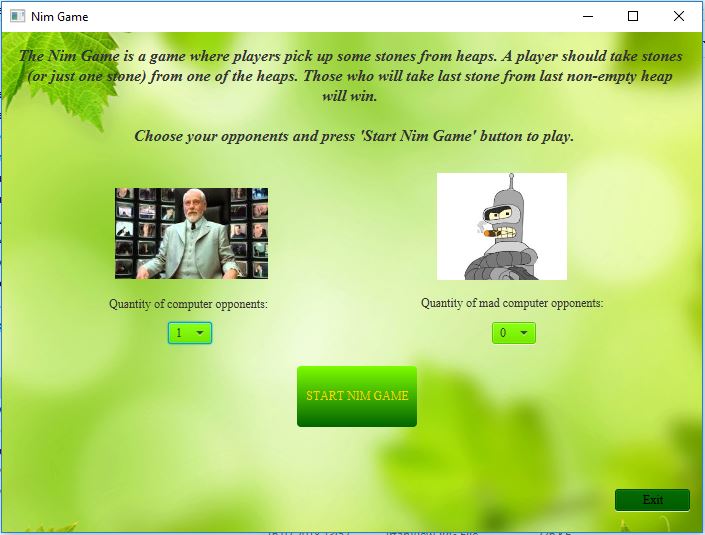 Nim Game
The Nim Game is a game where players pick up some stones from heaps. A player should take stones
(or just one stone) from one of the heaps. Those who will take last stone from last non-empty heap
will win.
Choose your opponents and press 'Start Nim Game' button to play.
Quantity of computer opponents:
Quantity of mad computer opponents:
1
0
START NIM GAME
Exit